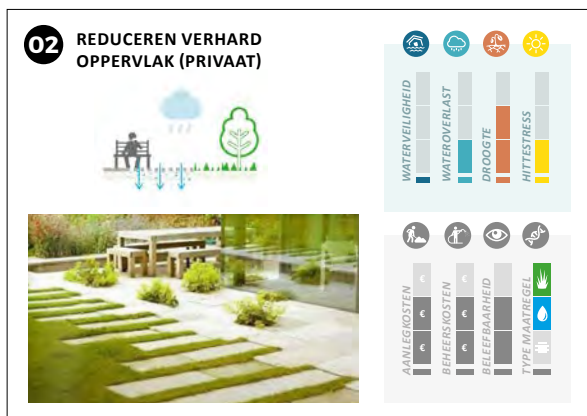 02 REDUCEREN VERHARD
OPPERVLAK (PRIVAAT)
WATERVEILIGHEID
WATEROVERLAST
DROOGTE
HITTESTRESS
AANLEGKOSTEN
€
€
€
BEHEERSKOSTEN
€
€
€
BELEEFBAARHEID
TYPE MAATREGEL